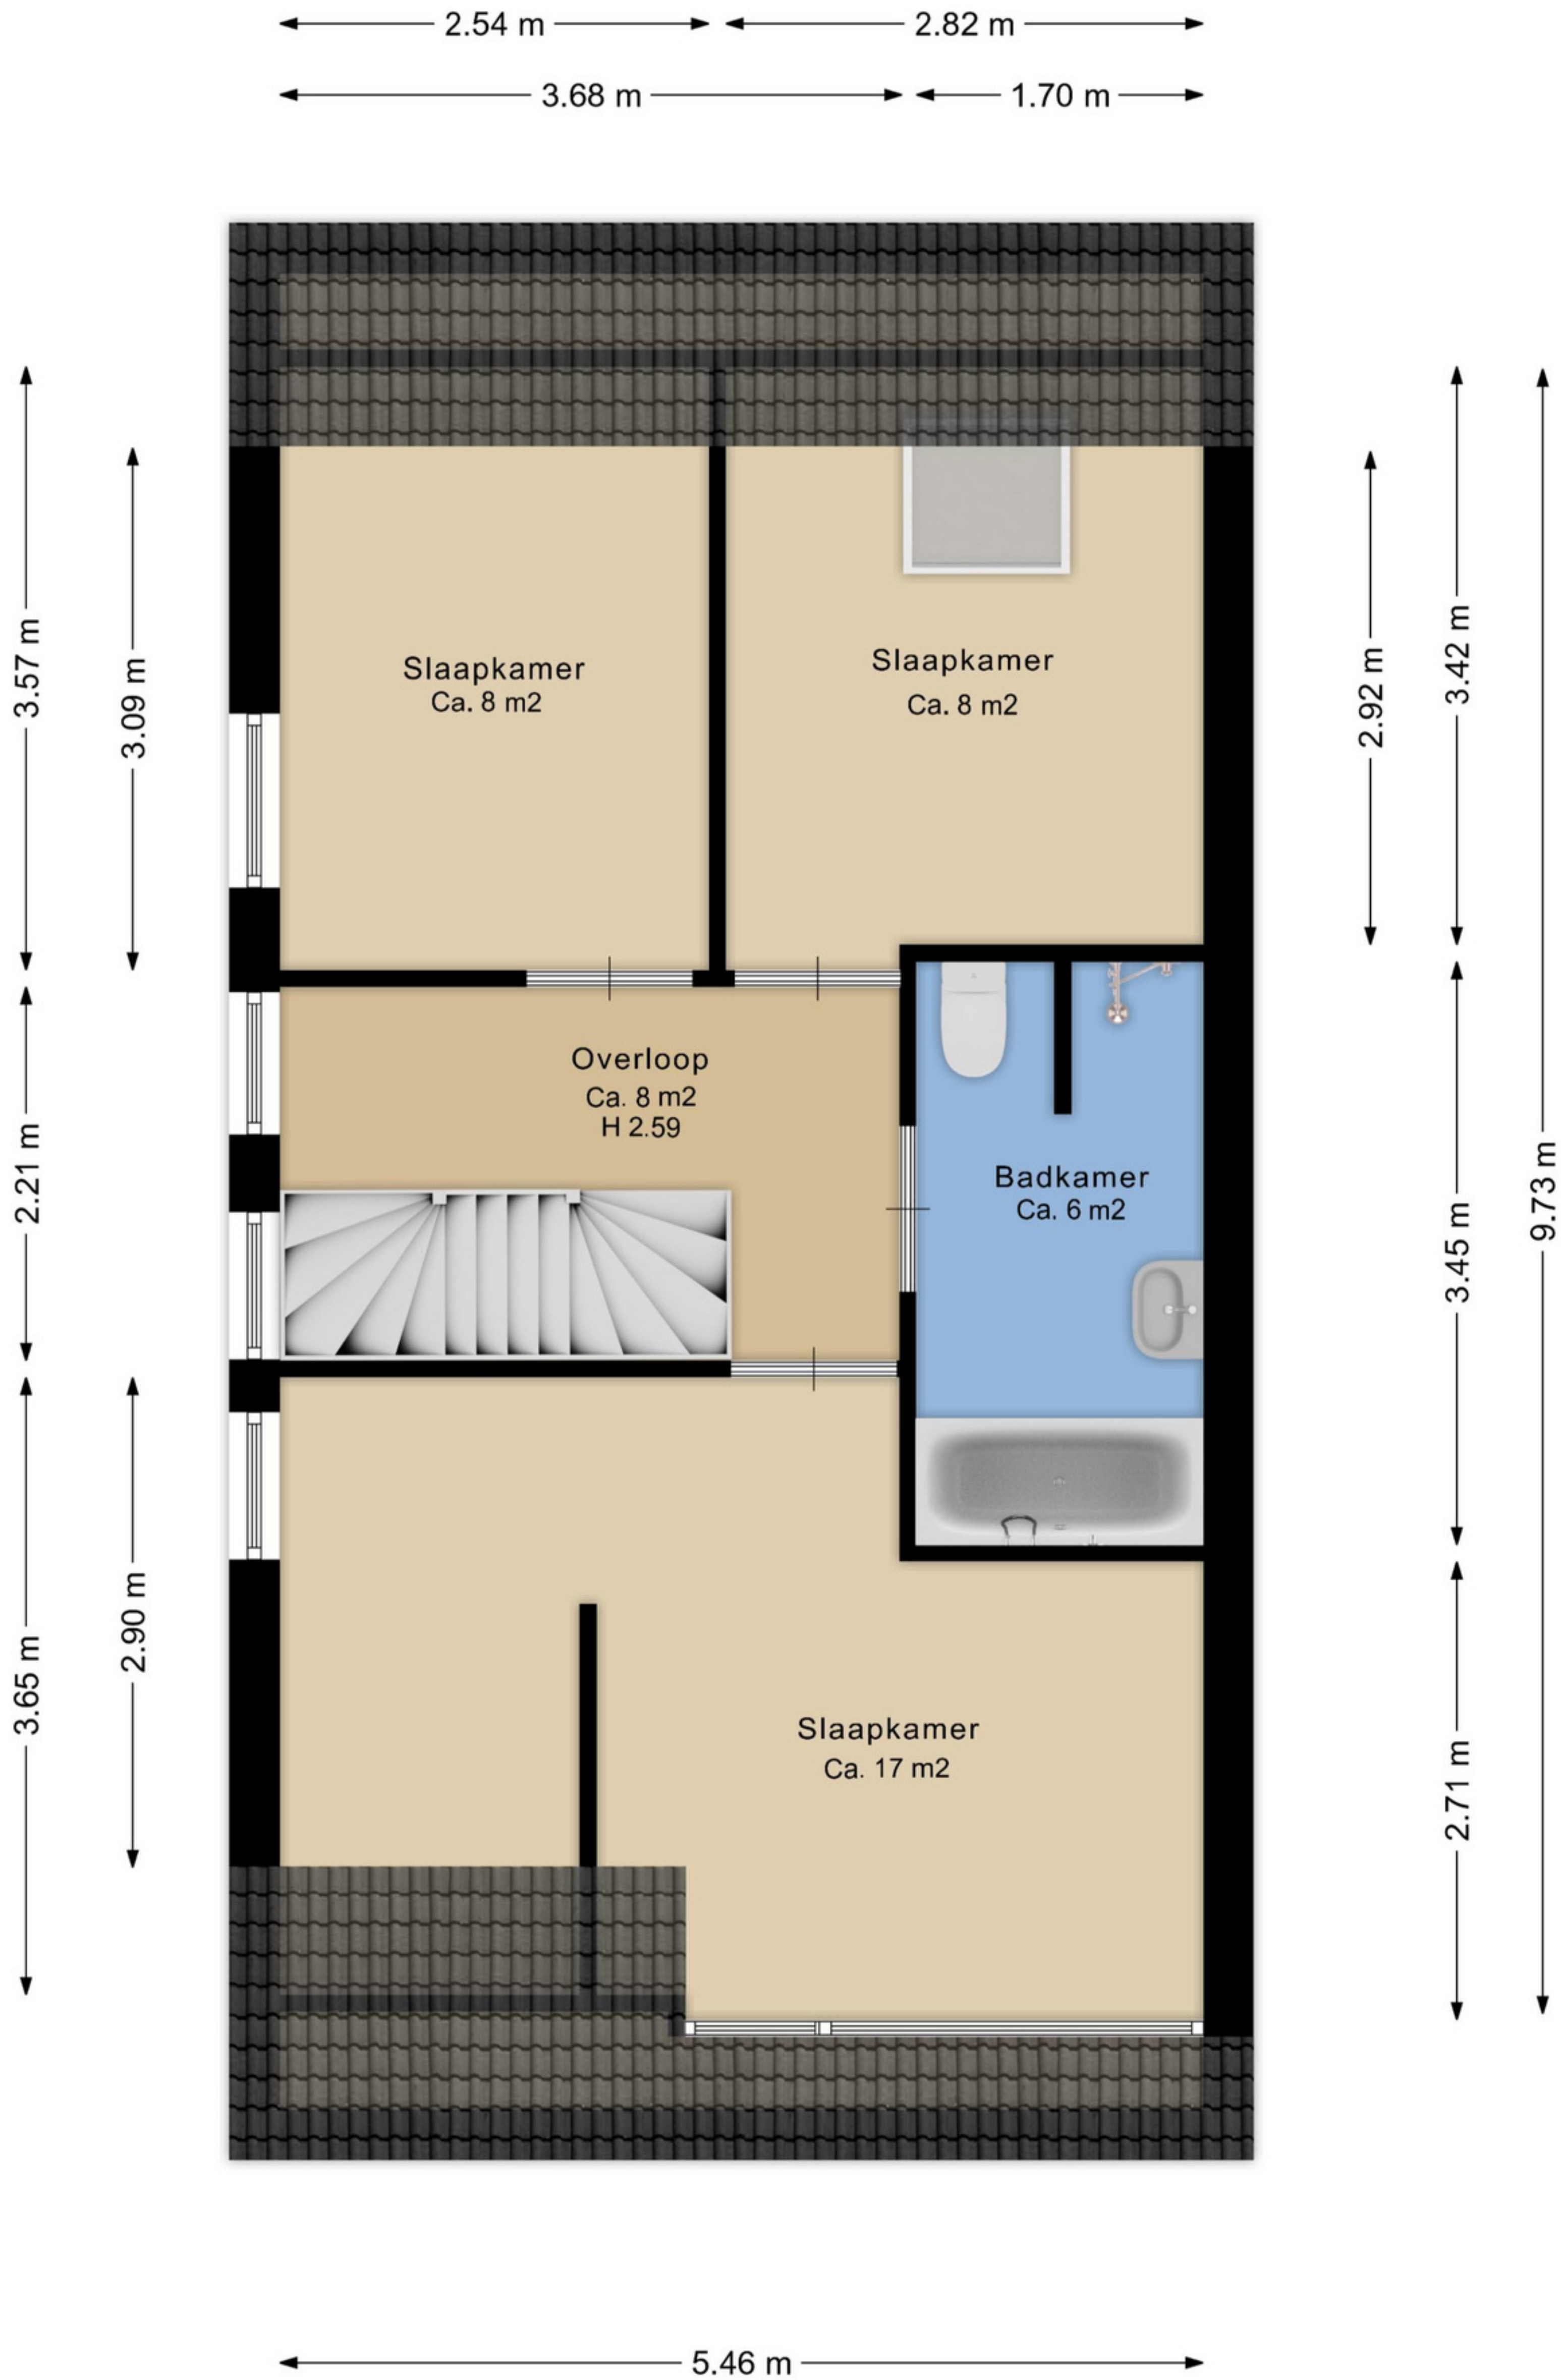 2.54 m
2.82 m
3.68 m
1.70 m
3.57 m
3.09 m
2.92 m
3.42 m
Slaapkamer
Ca. 8 m2
Slaapkamer
Ca. 8 m2
Overloop
Ca. 8 m2
H 2.59
2.21 m
Badkamer
Ca. 6 m2
3.45 m
9.73 m
3.65 m
2.90 m
Slaapkamer
Ca. 17 m2
2.71 m
5.46 m